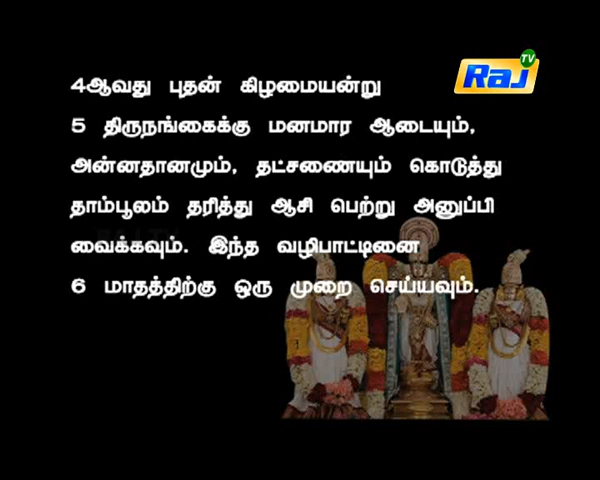 Raj TV
4ஆவது புதன் கிழமையன்று
5 திருநங்கைக்கு மனமார ஆடையும்,
அன்னதானமும், தட்சணையும் கொடுத்து
தாம்பூலம் தரித்து ஆசி பெற்று அனுப்பி
வைக்கவும். இந்த வழிபாட்டினை
6 மாதத்திற்கு ஒரு முறை செய்யவும்.